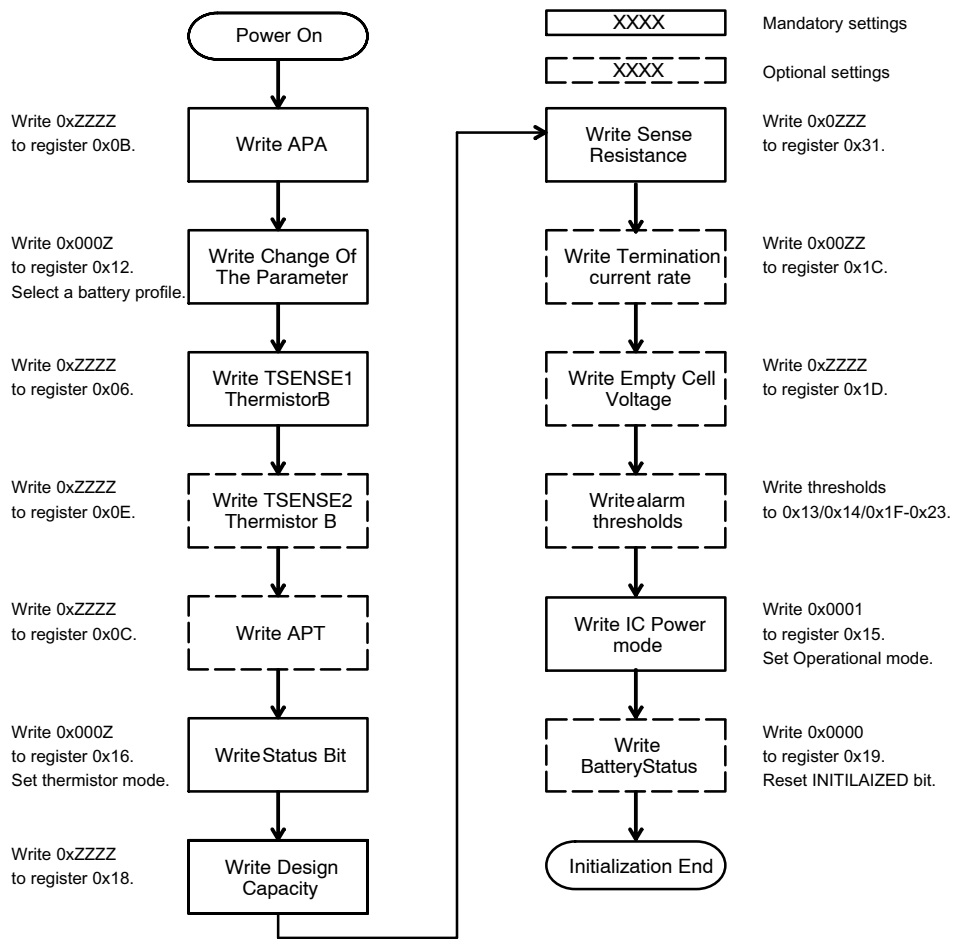 Power On
Write 0xZZZZ
to register 0x0B.
Write APA
Write 0x000Z
to register 0x12.
Select a battery profile.
Write Change Of
The Parameter
Write 0xZZZZ
to register 0x06.
Write TSENSE1
ThermistorB
Write 0xZZZZ
to register 0x0E.
Write TSENSE2
Thermistor B
Write 0xZZZZ
to register 0x0C.
Write APT
Write 0x000Z
to register 0x16.
Set thermistor mode.
WriteStatus Bit
Write 0xZZZZ
to register 0x18.
Write Design
Capacity
XXXX
Mandatory settings
XXXX
Optional settings
Write Sense
Resistance
Write 0x0ZZZ
to register 0x31.
Write Termination
current rate
Write 0x00ZZ
to register 0x1C.
Write Empty Cell
Voltage
Write 0xZZZZ
to register 0x1D.
Writealarm
thresholds
Write thresholds
to 0x13/0x14/0x1F-0x23.
Write IC Power
mode
Write 0x0001
to register 0x15.
Set Operational mode.
Write
BatteryStatus
Write 0x0000
to register 0x19.
Reset INITILAIZED bit.
Initialization End